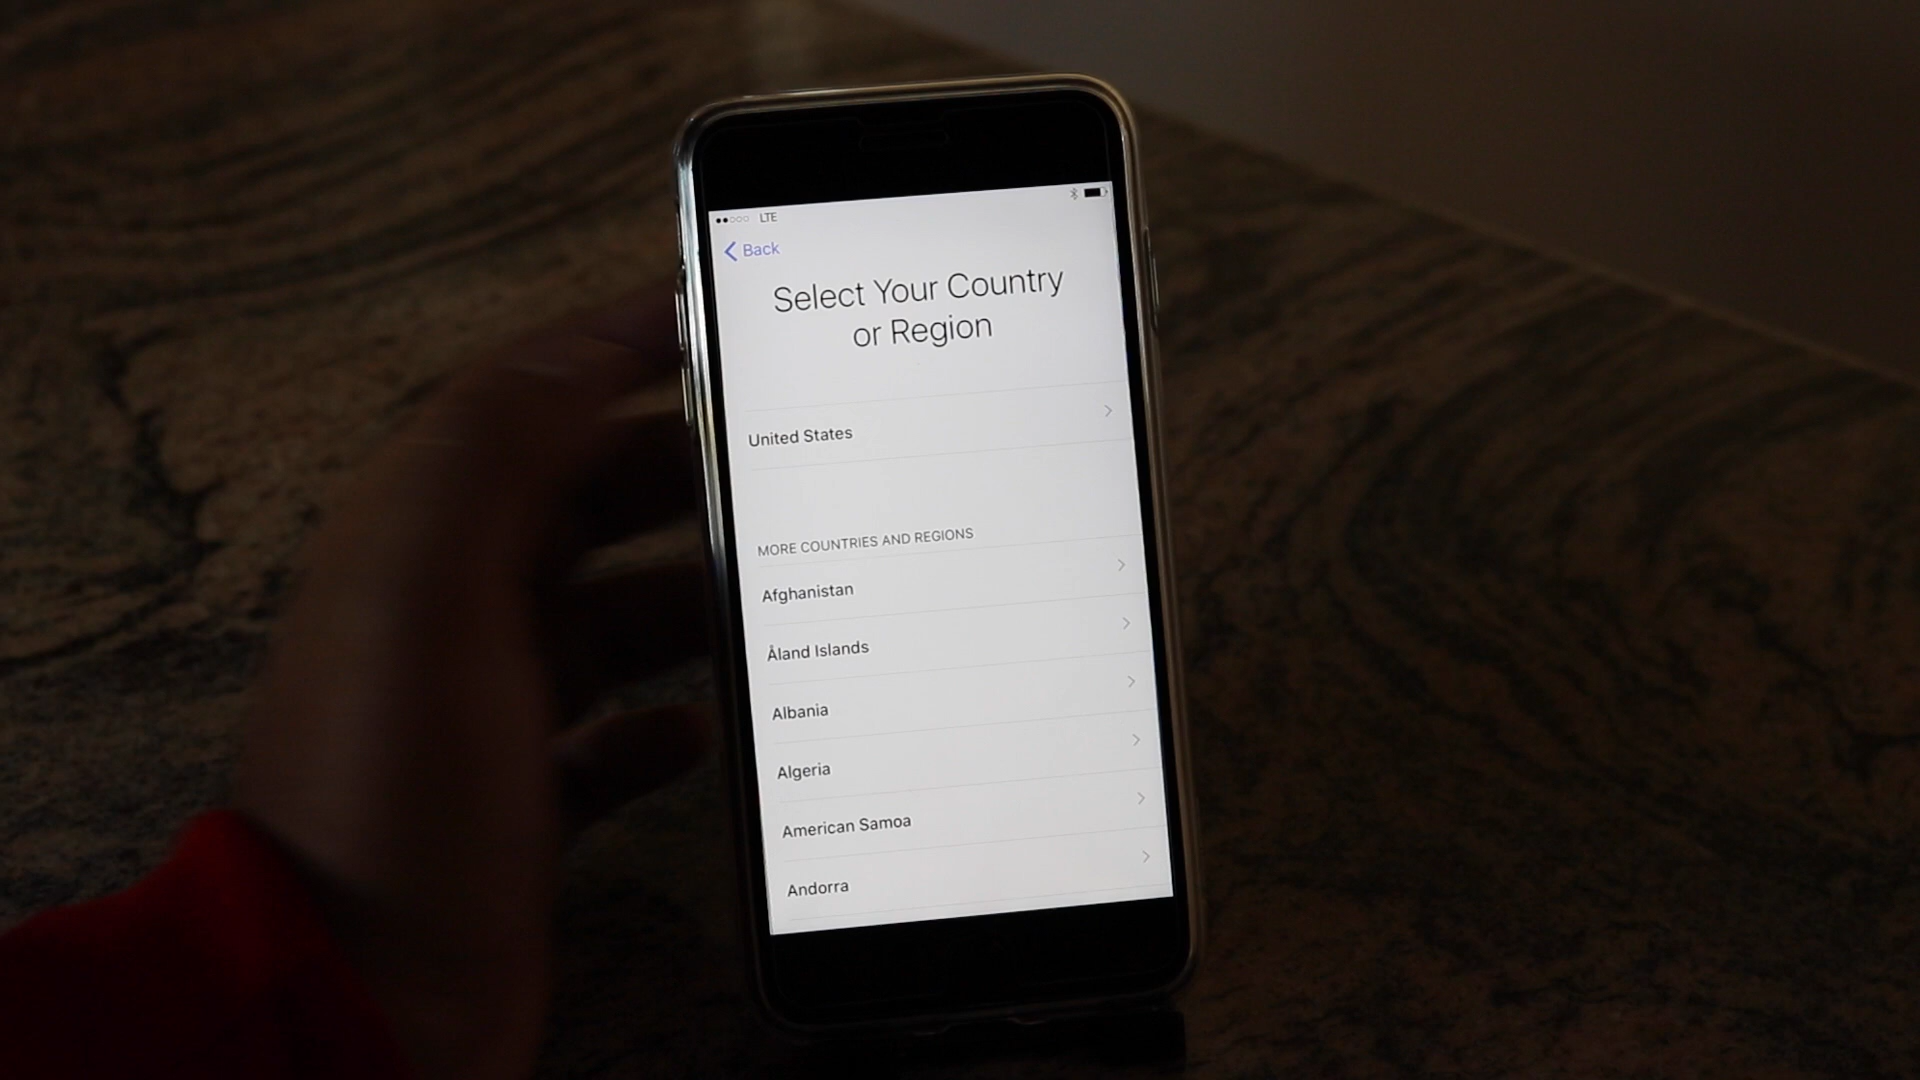 LTE
Back
Select Your Country
or Region
United States
MORE COUNTRIES AND REGIONS
Afghanistan
Åland Islands
Albania
Algeria
American Samoa
Andorra